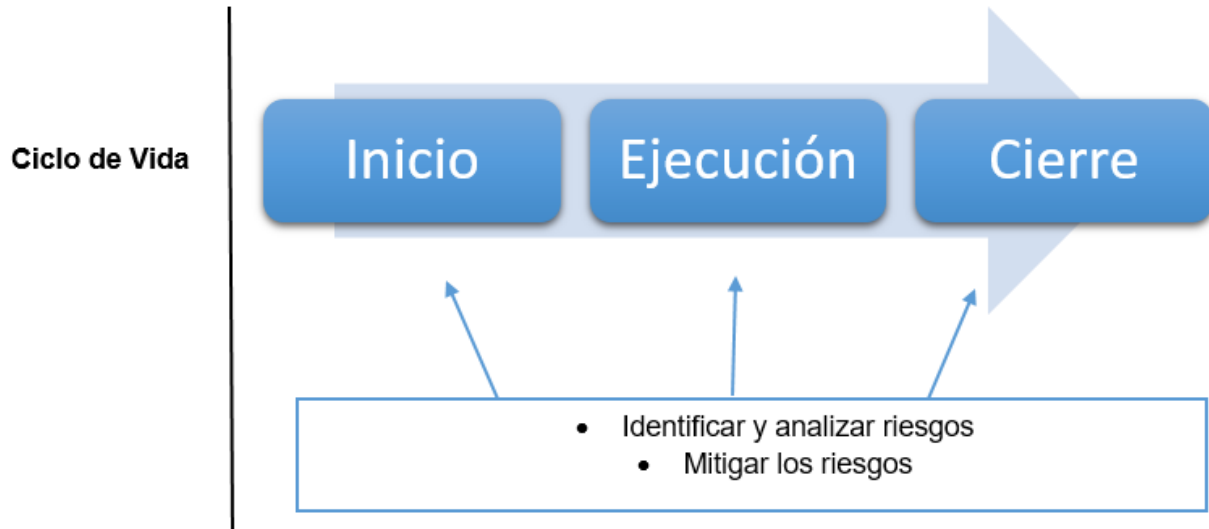 Ciclo de Vida
Inicio
Ejecución
Cierre
• Identificar y analizar riesgos
• Mitigar los riesgos